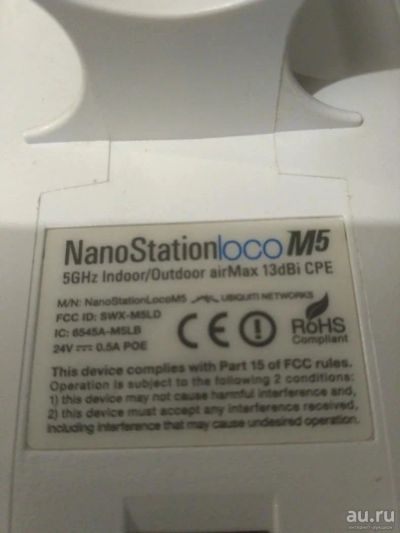 NanoStationloco M5
5GHz Indoor/Outdoor airMax 13dBi CPE
M/N: NanoStationLocoM5 UBIQUITI NETWORKS
FCC ID: SWX-M5LD
IC: 6545A-M5LB
24V 0.5A POE
CE
RoHS
Compliant
This device complies with Part 15 of FCC rules.
Operation is subject to the following 2 conditions:
1) this device may not cause harmful interference and,
2) this device must accept any interference received,
including interference that may cause undesired operation.
au.ru